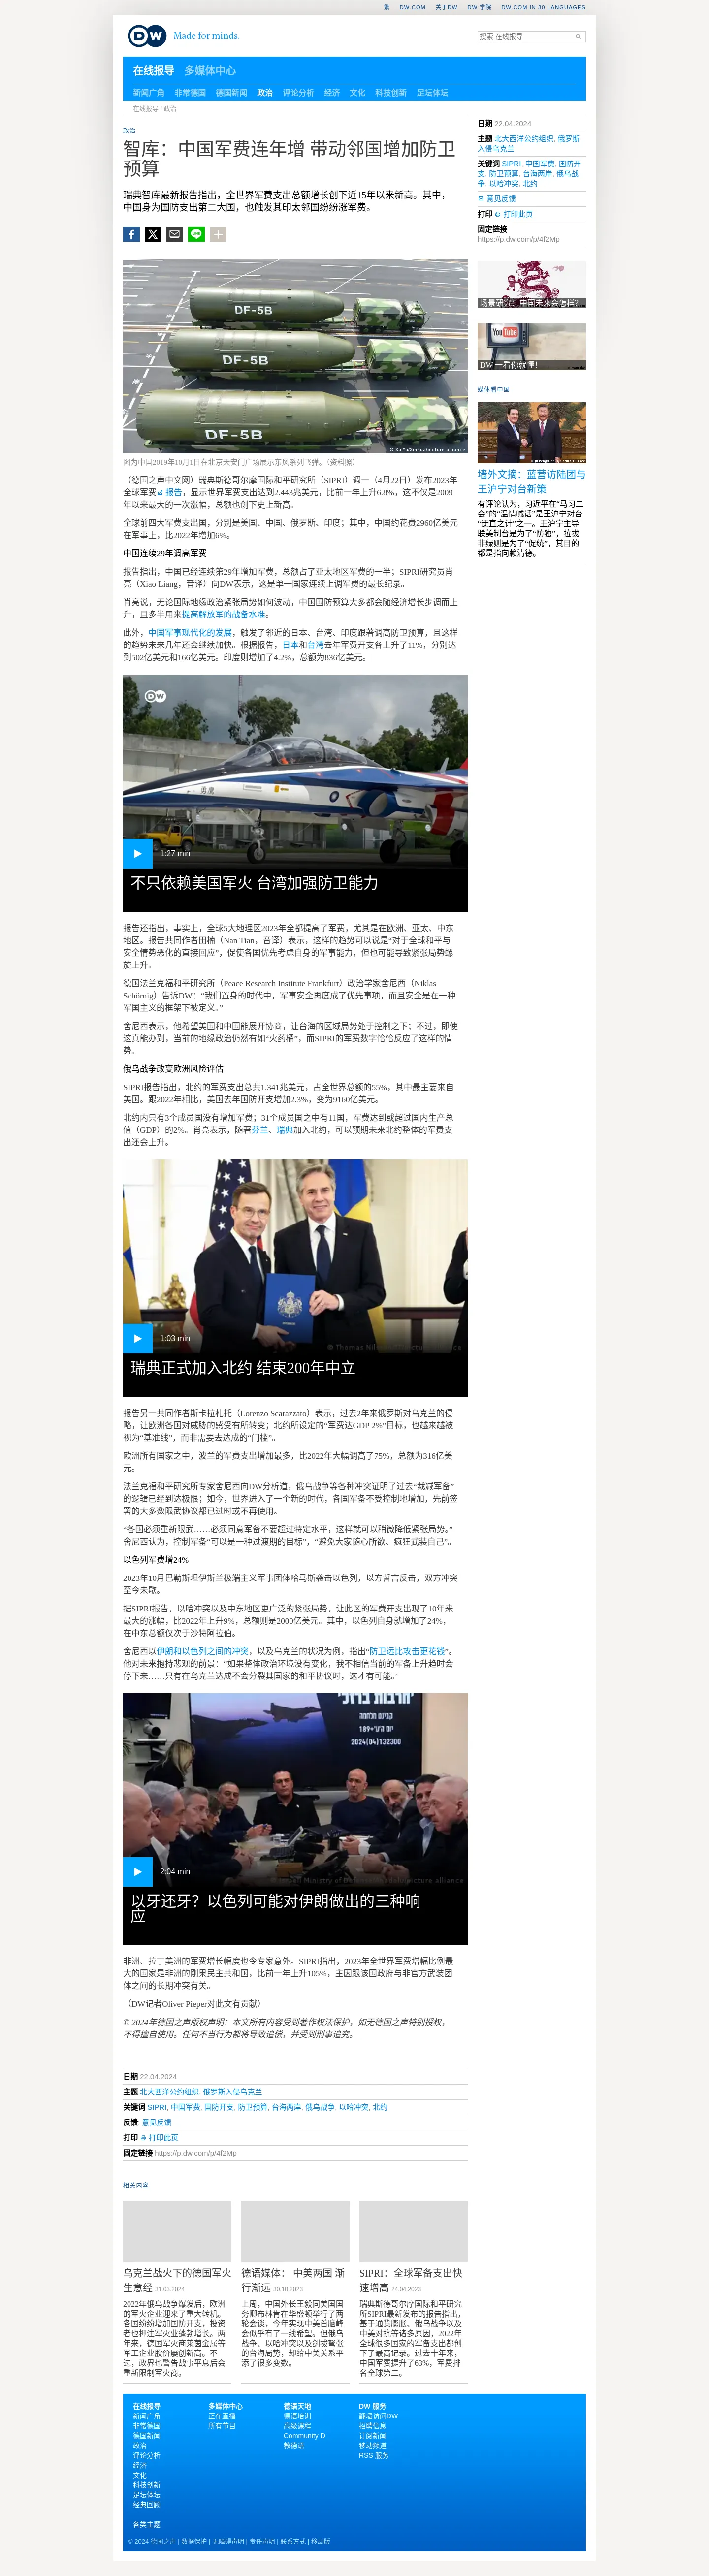 繁 DW.COM 关于DW DW 学院 DW.COM IN 30 LANGUAGES
DW Made for minds.
搜索 在线报导
在线报导 多媒体中心
新闻广角 非常德国 德国新闻 政治 评论分析 经济 文化 科技创新 足坛体坛
在线报导 / 政治
政治
智库：中国军费连年增 带动邻国增加防卫
预算
瑞典智库最新报告指出，全世界军费支出总额增长创下近15年以来新高。其中，
中国身为国防支出第二大国，也触发其印太邻国纷纷涨军费。
DF-5B
DF-5B
DF-5B
© Xu Yu/Xinhua/picture alliance
图为中国2019年10月1日在北京天安门广场展示东风系列飞弹。（资料照）
（德国之声中文网）瑞典斯德哥尔摩国际和平研究所（SIPRI）週一（4月22日）发布2023年
全球军费报告，显示世界军费支出达到2.443兆美元，比前一年上升6.8%，这不仅是2009
年以来最大的一次涨幅，总额也创下史上新高。
全球前四大军费支出国，分别是美国、中国、俄罗斯、印度；其中，中国约花费2960亿美元
在军事上，比2022年增加6%。
中国连续29年调高军费
报告指出，中国已经连续第29年增加军费，总额占了亚太地区军费的一半；SIPRI研究员肖
亮（Xiao Liang，音译）向DW表示，这是单一国家连续上调军费的最长纪录。
肖亮说，无论国际地缘政治紧张局势如何波动，中国国防预算大多都会随经济增长步调而上
升，且多半用来提高解放军的战备水准。
此外，中国军事现代化的发展，触发了邻近的日本、台湾、印度跟著调高防卫预算，且这样
的趋势未来几年还会继续加快。根据报告，日本和台湾去年军费开支各上升了11%，分别达
到502亿美元和166亿美元。印度则增加了4.2%，总额为836亿美元。
DW
1:27 min
不只依赖美国军火 台湾加强防卫能力
报告还指出，事实上，全球5大地理区2023年全都提高了军费，尤其是在欧洲、亚太、中东
地区。报告共同作者田楠（Nan Tian，音译）表示，这样的趋势可以说是“对于全球和平与
安全情势恶化的直接回应”，促使各国优先考虑自身的军事能力，但也可能导致紧张局势螺
旋上升。
德国法兰克福和平研究所（Peace Research Institute Frankfurt）政治学家舍尼西（Niklas
Schörnig）告诉DW：“我们置身的时代中，军事安全再度成了优先事项，而且安全是在一种
军国主义的框架下被定义。”
舍尼西表示，他希望美国和中国能展开协商，让台海的区域局势处于控制之下；不过，即使
这真能办到，当前的地缘政治仍然有如“火药桶”，而SIPRI的军费数字恰恰反应了这样的情
势。
俄乌战争改变欧洲风险评估
SIPRI报告指出，北约的军费支出总共1.341兆美元，占全世界总额的55%，其中最主要来自
美国。跟2022年相比，美国去年国防开支增加2.3%，变为9160亿美元。
北约内只有3个成员国没有增加军费；31个成员国之中有11国，军费达到或超过国内生产总
值（GDP）的2%。肖亮表示，随著芬兰、瑞典加入北约，可以预期未来北约整体的军费支
出还会上升。
1:03 min
瑞典正式加入北约 结束200年中立
报告另一共同作者斯卡拉札托（Lorenzo Scarazzato）表示，过去2年来俄罗斯对乌克兰的侵
略，让欧洲各国对威胁的感受有所转变；北约所设定的“军费达GDP 2%”目标，也越来越被
视为“基准线”，而非需要去达成的“门槛”。
欧洲所有国家之中，波兰的军费支出增加最多，比2022年大幅调高了75%，总额为316亿美
元。
法兰克福和平研究所专家舍尼西向DW分析道，俄乌战争等各种冲突证明了过去“裁减军备”
的逻辑已经到达极限；如今，世界进入了一个新的时代，各国军备不受控制地增加，先前签
署的大多数限武协议都已过时或不再使用。
“各国必须重新限武……必须同意军备不要超过特定水平，这样就可以稍微降低紧张局势。”
舍尼西认为，控制军备“可以是一种过渡期的目标”，“避免大家随心所欲、疯狂武装自己”。
以色列军费增24%
2023年10月巴勒斯坦伊斯兰极端主义军事团体哈马斯袭击以色列，以方誓言反击，双方冲突
至今未歇。
据SIPRI报告，以哈冲突以及中东地区更广泛的紧张局势，让此区的军费开支出现了10年来
最大的涨幅，比2022年上升9%，总额则是2000亿美元。其中，以色列自身就增加了24%，
在中东总额仅次于沙特阿拉伯。
舍尼西以伊朗和以色列之间的冲突，以及乌克兰的状况为例，指出“防卫远比攻击更花钱”。
他对未来抱持悲观的前景：“如果整体政治环境没有变化，我不相信当前的军备上升趋时会
停下来……只有在乌克兰达成不会分裂其国家的和平协议时，这才有可能。”
2024(04)132300
2:04 min
以牙还牙？以色列可能对伊朗做出的三种响
应
非洲、拉丁美洲的军费增长幅度也令专家意外。SIPRI指出，2023年全世界军费增幅比例最
大的国家是非洲的刚果民主共和国，比前一年上升105%，主因跟该国政府与非官方武装团
体之间的长期冲突有关。
（DW记者Oliver Pieper对此文有贡献）
© 2024年德国之声版权声明：本文所有内容受到著作权法保护，如无德国之声特别授权，
不得擅自使用。任何不当行为都将导致追偿，并受到刑事追究。
日期 22.04.2024
主题 北大西洋公约组织, 俄罗斯入侵乌克兰
关键词 SIPRI, 中国军费, 国防开支, 防卫预算, 台海两岸, 俄乌战争, 以哈冲突, 北约
反馈 意见反馈
打印 打印此页
固定链接 https://p.dw.com/p/4f2Mp
相关内容
乌克兰战火下的德国军火
生意经 31.03.2024
2022年俄乌战争爆发后，欧洲
的军火企业迎来了重大转机。
各国纷纷增加国防开支，投资
者也押注军火业蓬勃增长。两
年来，德国军火商莱茵金属等
军工企业股价屡创新高。不
过，政界也警告战事平息后会
重新限制军火商。
德语媒体： 中美两国 渐
行渐远 30.10.2023
上周，中国外长王毅同美国国
务卿布林肯在华盛顿举行了两
轮会谈，今年实现中美首脑峰
会似乎有了一线希望。但俄乌
战争、以哈冲突以及剑拔弩张
的台海局势，却给中美关系平
添了很多变数。
SIPRI：全球军备支出快
速增高 24.04.2023
瑞典斯德哥尔摩国际和平研究
所SIPRI最新发布的报告指出，
基于通货膨胀、俄乌战争以及
中美对抗等诸多原因，2022年
全球很多国家的军备支出都创
下了最高记录。过去十年来，
中国军费提升了63%，军费排
名全球第二。
日期 22.04.2024
主题 北大西洋公约组织, 俄罗斯
入侵乌克兰
关键词 SIPRI, 中国军费, 国防开
支, 防卫预算, 台海两岸, 俄乌战
争, 以哈冲突, 北约
意见反馈
打印 打印此页
固定链接
https://p.dw.com/p/4f2Mp
场景研究：中国未来会怎样？
YouTube
DW 一看你就懂！
媒体看中国
墙外文摘：蓝营访陆团与
王沪宁对台新策
有评论认为，习近平在“马习二
会”的“温情喊话”是王沪宁对台
“迂直之计”之一。王沪宁主导
联美制台是为了“防独”，拉拢
非绿则是为了“促统”，其目的
都是指向赖清德。
在线报导
新闻广角
非常德国
德国新闻
政治
评论分析
经济
文化
科技创新
足坛体坛
经典回顾
各类主题
多媒体中心
正在直播
所有节目
德语天地
德语培训
高级课程
Community D
教德语
DW 服务
翻墙访问DW
招聘信息
订阅新闻
移动频道
RSS 服务
© 2024 德国之声 | 数据保护 | 无障碍声明 | 责任声明 | 联系方式 | 移动版